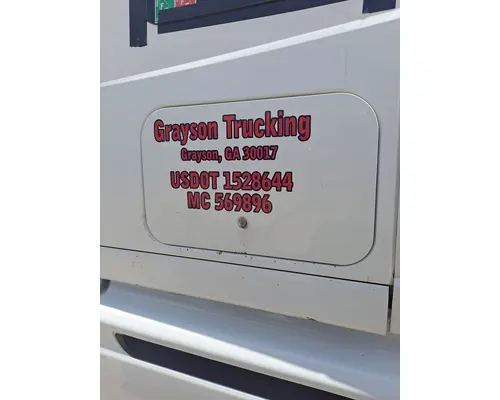 Grayson Trucking
Grayson, GA 30017
USDOT 1528644
MC 569896